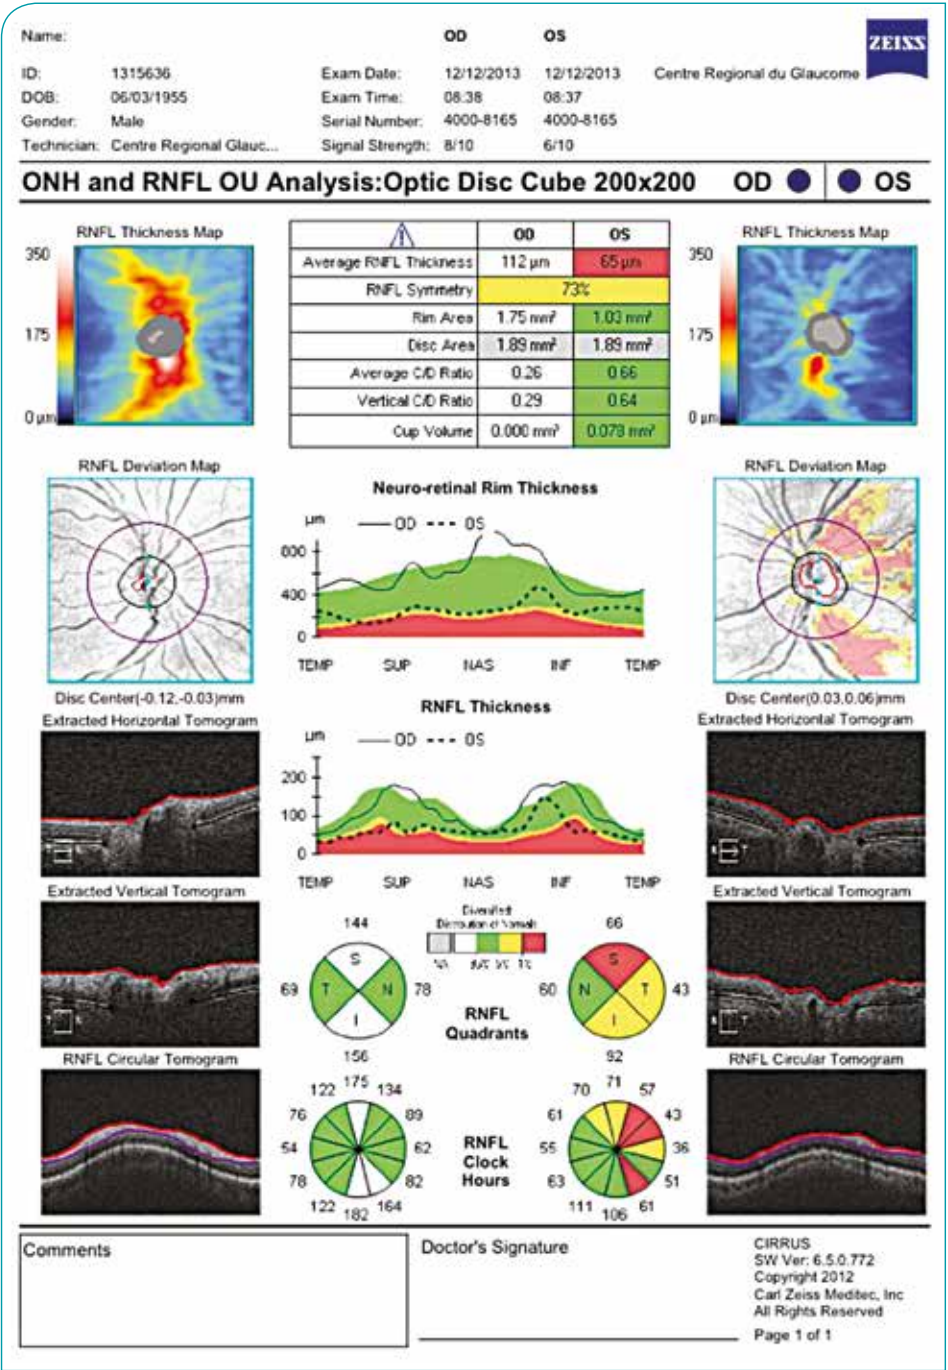 Name: OD OS
ZEISS
ID: 1315636 Exam Date: 12/12/2013 12/12/2013 Centre Regional du Glaucome
DOB: 06/03/1955 Exam Time: 08:38 08:37
Gender: Male Serial Number: 4000-8165 4000-8165
Technician: Centre Regional Glauc... Signal Strength: 8/10 6/10
ONH and RNFL OU Analysis:Optic Disc Cube 200x200 OD OS
RNFL Thickness Map
350
175
0 µm
OD OS
Average RNFL Thickness 112 µm 65 µm
RNFL Symmetry 73%
Rim Area 1.75 mm² 1.03 mm²
Disc Area 1.89 mm² 1.89 mm²
Average C/D Ratio 0.26 0.66
Vertical C/D Ratio 0.29 0.64
Cup Volume 0.000 mm³ 0.078 mm³
RNFL Thickness Map
350
175
0 µm
RNFL Deviation Map
Disc Center(-0.12,-0.03)mm
Neuro-retinal Rim Thickness
µm OD OS
800
400
0
TEMP SUP NAS INF TEMP
RNFL Deviation Map
Disc Center(0.03,0.06)mm
Extracted Horizontal Tomogram
RNFL Thickness
µm OD OS
200
100
0
TEMP SUP NAS INF TEMP
Extracted Horizontal Tomogram
Extracted Vertical Tomogram
144
S
69 T N 78
I
156
Diversified:
Distribution of Normals
NA 95% 5% 1%
RNFL
Quadrants
66
S
60 N T 43
I
92
Extracted Vertical Tomogram
RNFL Circular Tomogram
122 175 134
76 89
54 62
78 82
122 182 164
RNFL
Clock
Hours
70 71 57
61 43
55 36
63 51
111 106 61
RNFL Circular Tomogram
Comments
Doctor's Signature
CIRRUS
SW Ver: 6.5.0.772
Copyright 2012
Carl Zeiss Meditec, Inc
All Rights Reserved
Page 1 of 1